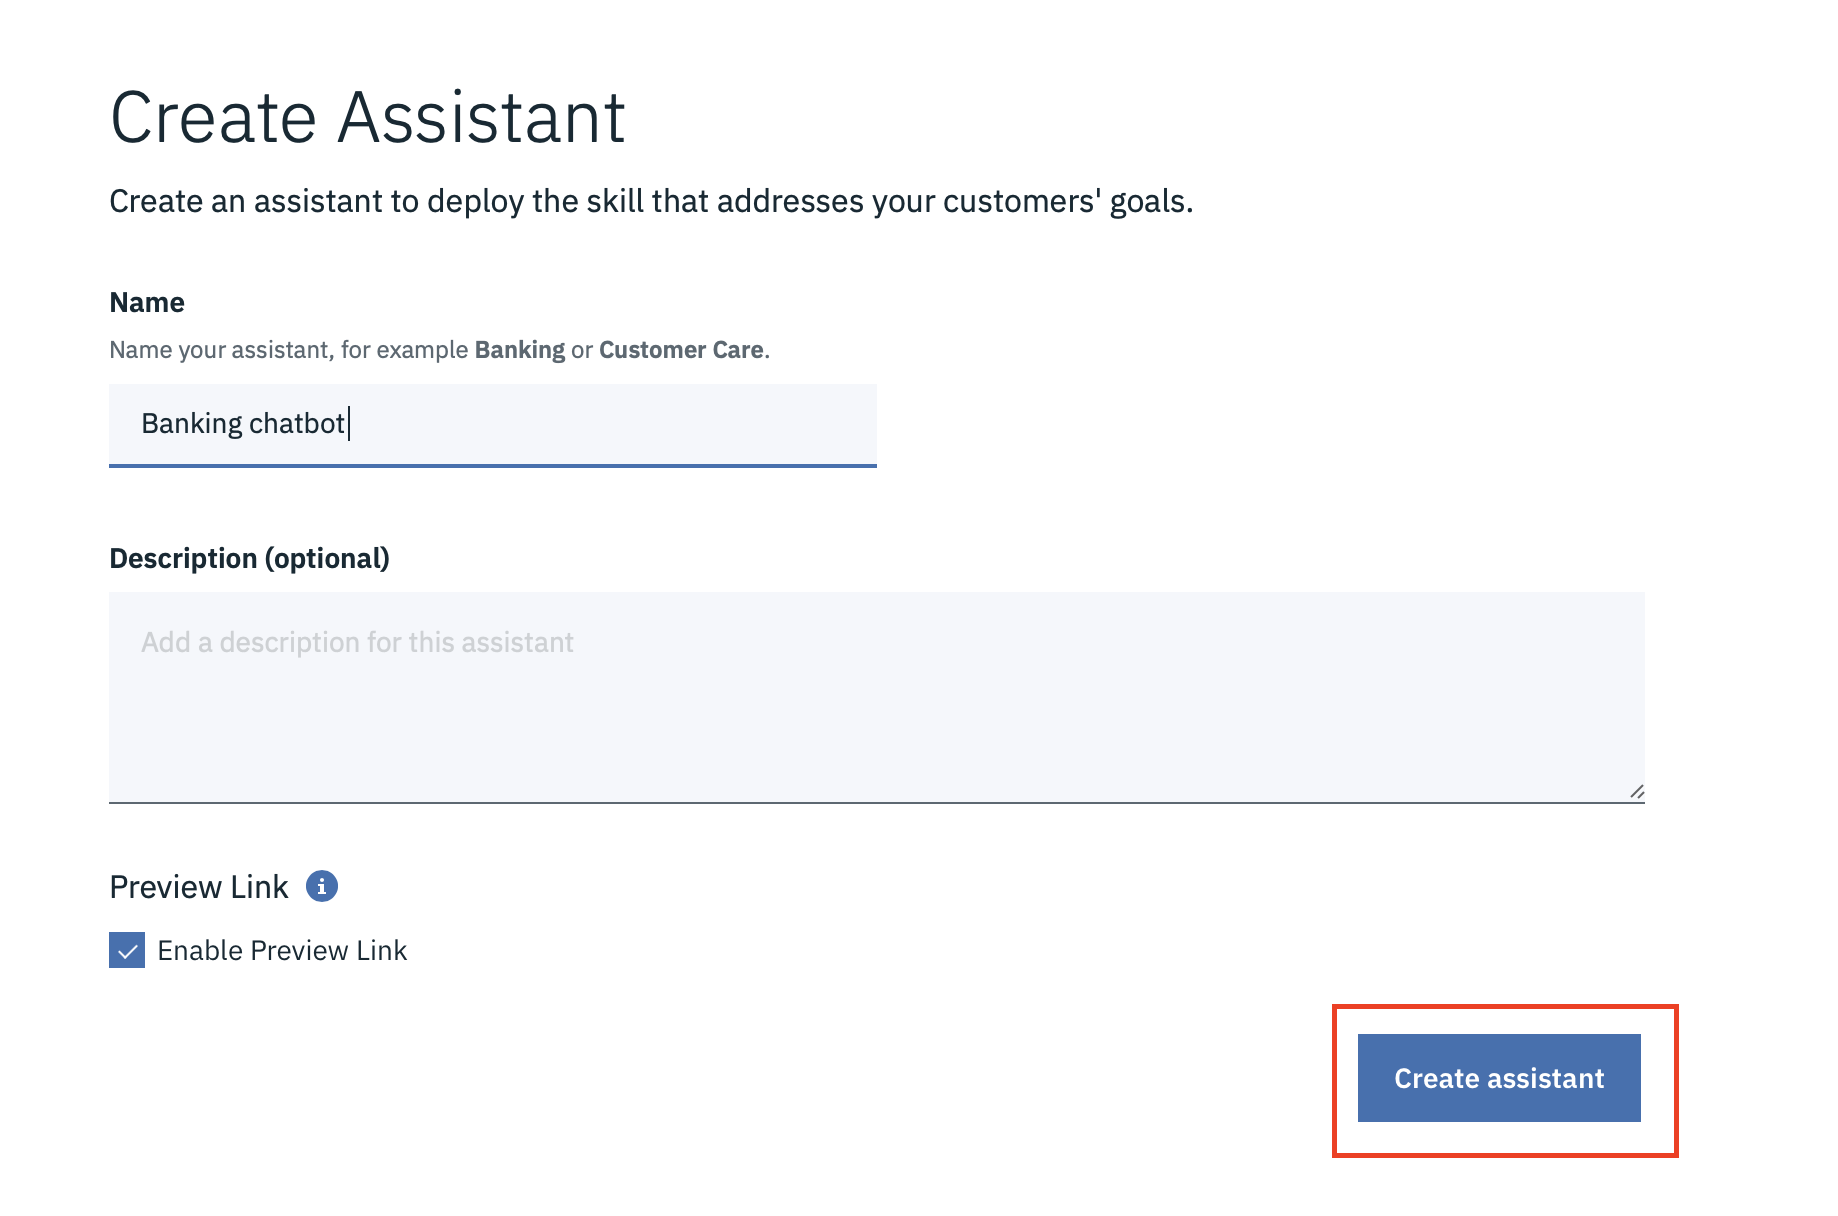 Create Assistant
Create an assistant to deploy the skill that addresses your customers' goals.
Name
Name your assistant, for example Banking or Customer Care.
Banking chatbot
Description (optional)
Add a description for this assistant
Preview Link
Enable Preview Link
Create assistant